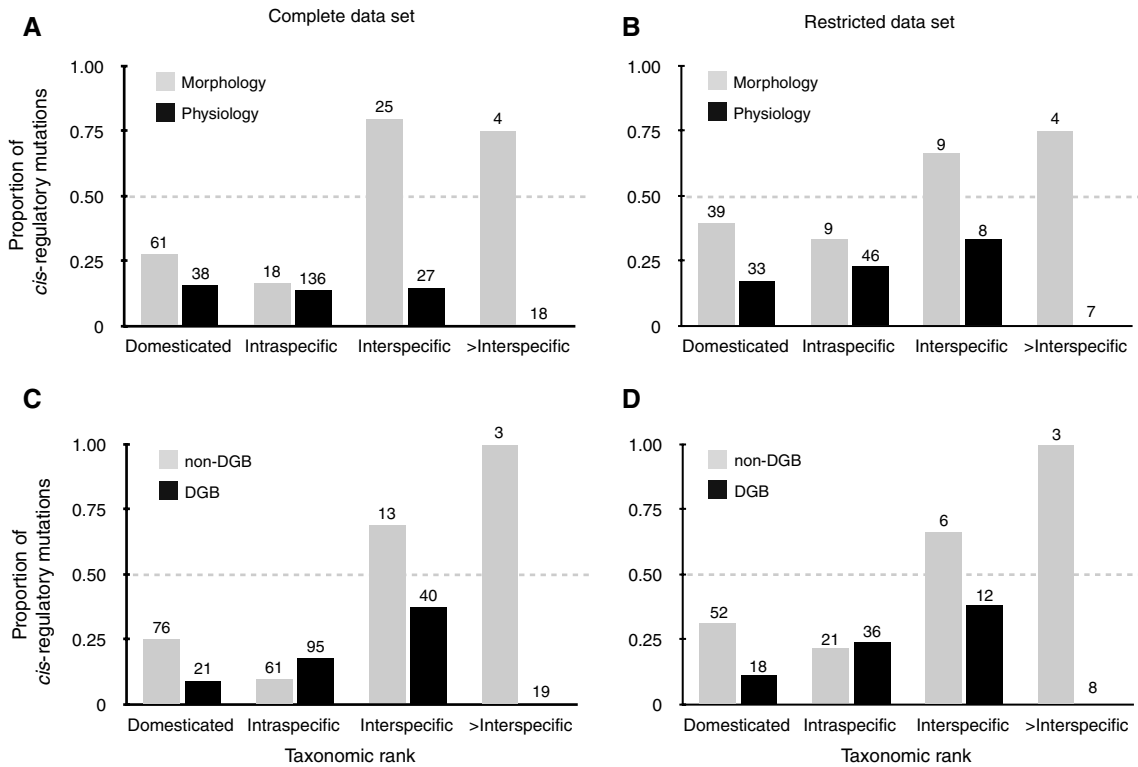 Complete data set
Restricted data set
A
B
Proportion of
cis-regulatory mutations
1.00
0.75
0.50
0.25
0
Morphology
Physiology
61
38
18
136
25
27
4
18
Domesticated
Intraspecific
Interspecific
>Interspecific
1.00
0.75
0.50
0.25
0
Morphology
Physiology
39
33
9
46
9
8
4
7
Domesticated
Intraspecific
Interspecific
>Interspecific
C
D
Proportion of
cis-regulatory mutations
1.00
0.75
0.50
0.25
0
non-DGB
DGB
76
21
61
95
13
40
3
19
Domesticated
Intraspecific
Interspecific
>Interspecific
Taxonomic rank
1.00
0.75
0.50
0.25
0
non-DGB
DGB
52
18
21
36
6
12
3
8
Domesticated
Intraspecific
Interspecific
>Interspecific
Taxonomic rank